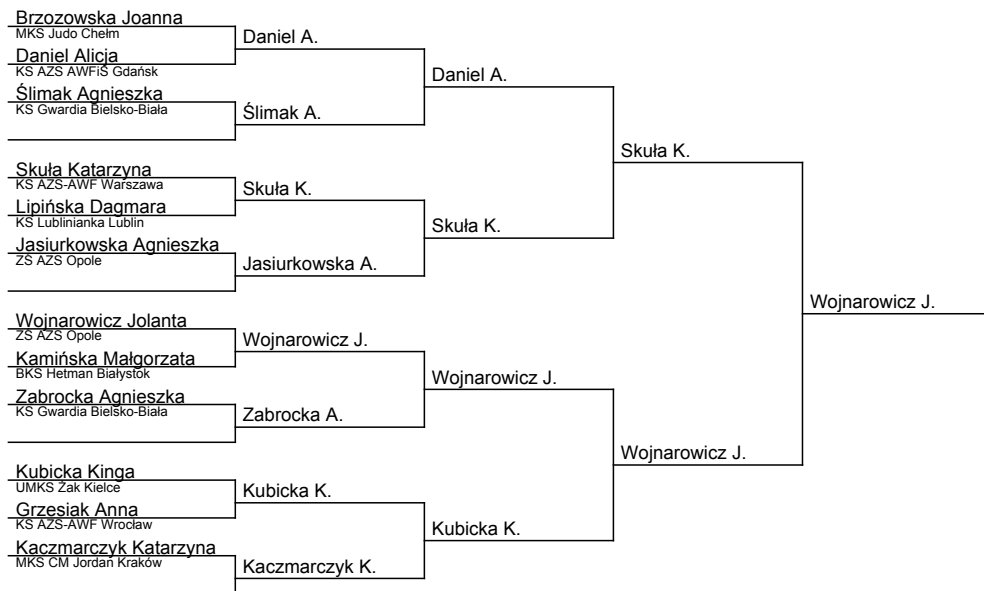 Brzozowska Joanna
MKS Judo Chełm
Daniel A.
Daniel Alicja
KS AZS AWFiS Gdańsk
Daniel A.
Ślimak Agnieszka
KS Gwardia Bielsko-Biała
Ślimak A.
Skuła K.
Skuła Katarzyna
KS AZS-AWF Warszawa
Skuła K.
Lipińska Dagmara
KS Lublinianka Lublin
Skuła K.
Jasiurkowska Agnieszka
ZS AZS Opole
Jasiurkowska A.
Wojnarowicz J.
Wojnarowicz Jolanta
ZS AZS Opole
Wojnarowicz J.
Kamińska Małgorzata
BKS Hetman Białystok
Wojnarowicz J.
Zabrocka Agnieszka
KS Gwardia Bielsko-Biała
Zabrocka A.
Wojnarowicz J.
Kubicka Kinga
UMKS Żak Kielce
Kubicka K.
Grzesiak Anna
KS AZS-AWF Wrocław
Kubicka K.
Kaczmarczyk Katarzyna
MKS CM Jordan Kraków
Kaczmarczyk K.